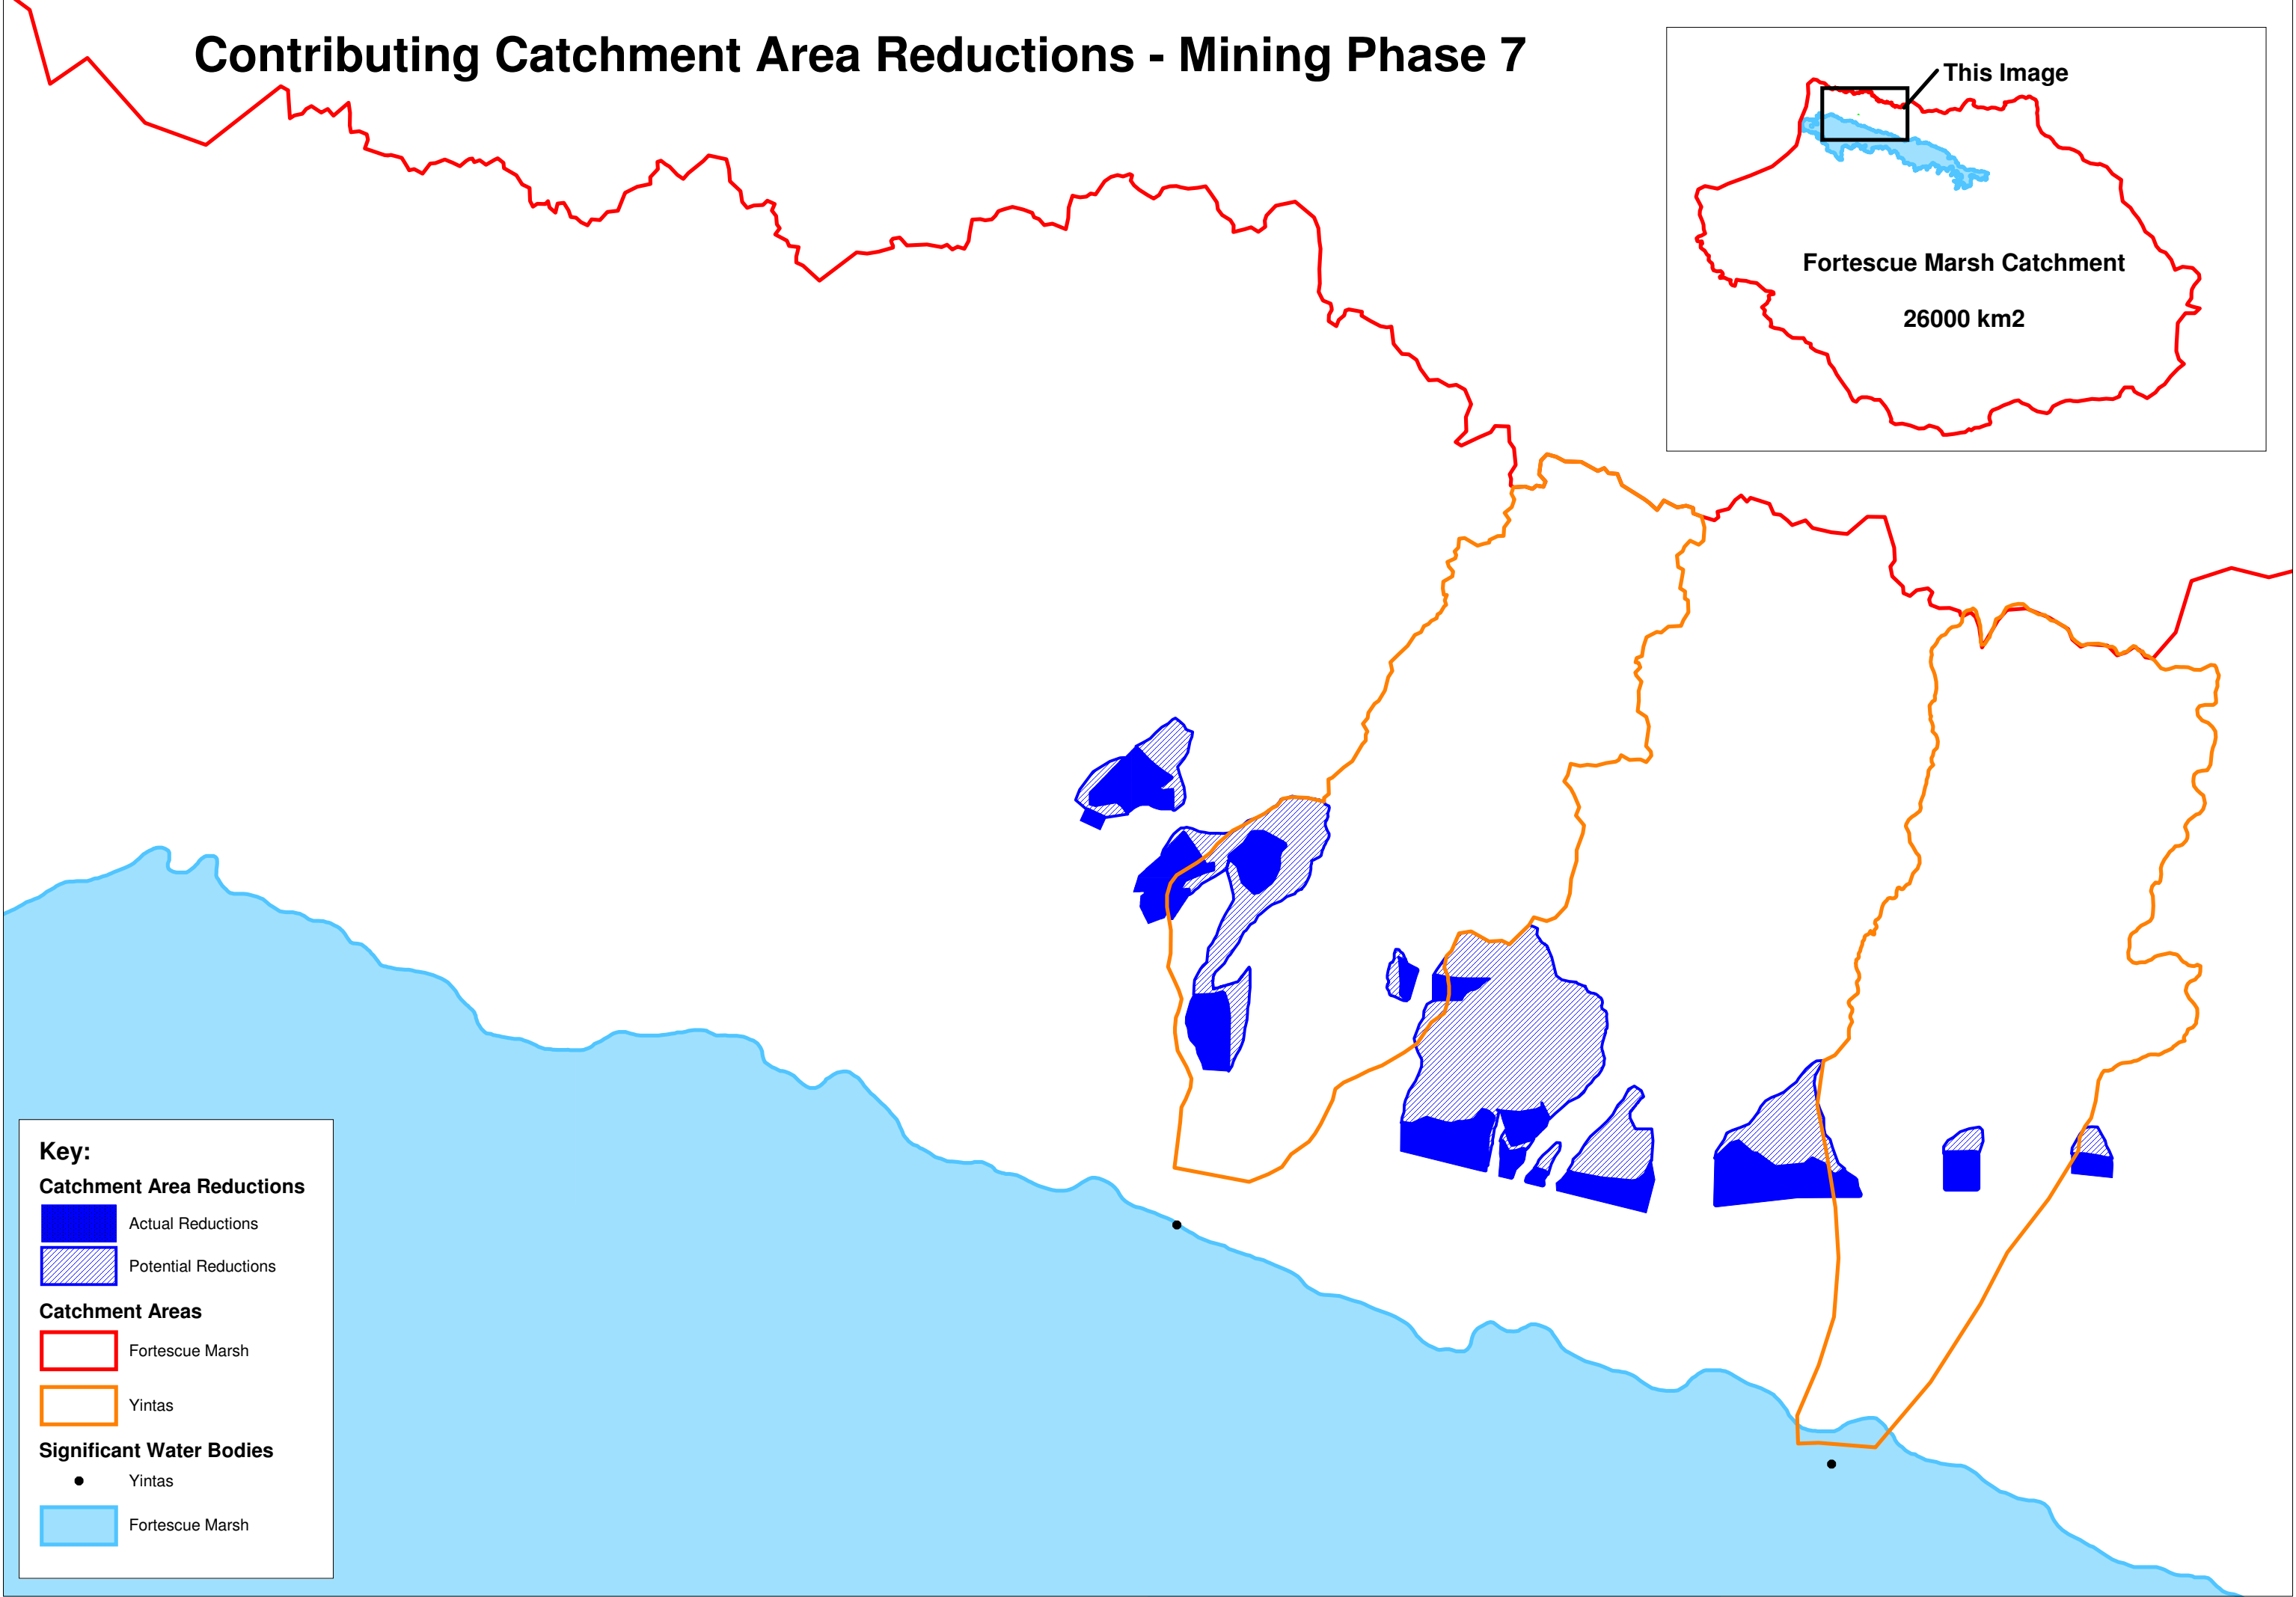 Contributing Catchment Area Reductions - Mining Phase 7
This Image
Fortescue Marsh Catchment
26000 km2
Key:
Catchment Area Reductions
Actual Reductions
Potential Reductions
Catchment Areas
Fortescue Marsh
Yintas
Significant Water Bodies
Yintas
Fortescue Marsh